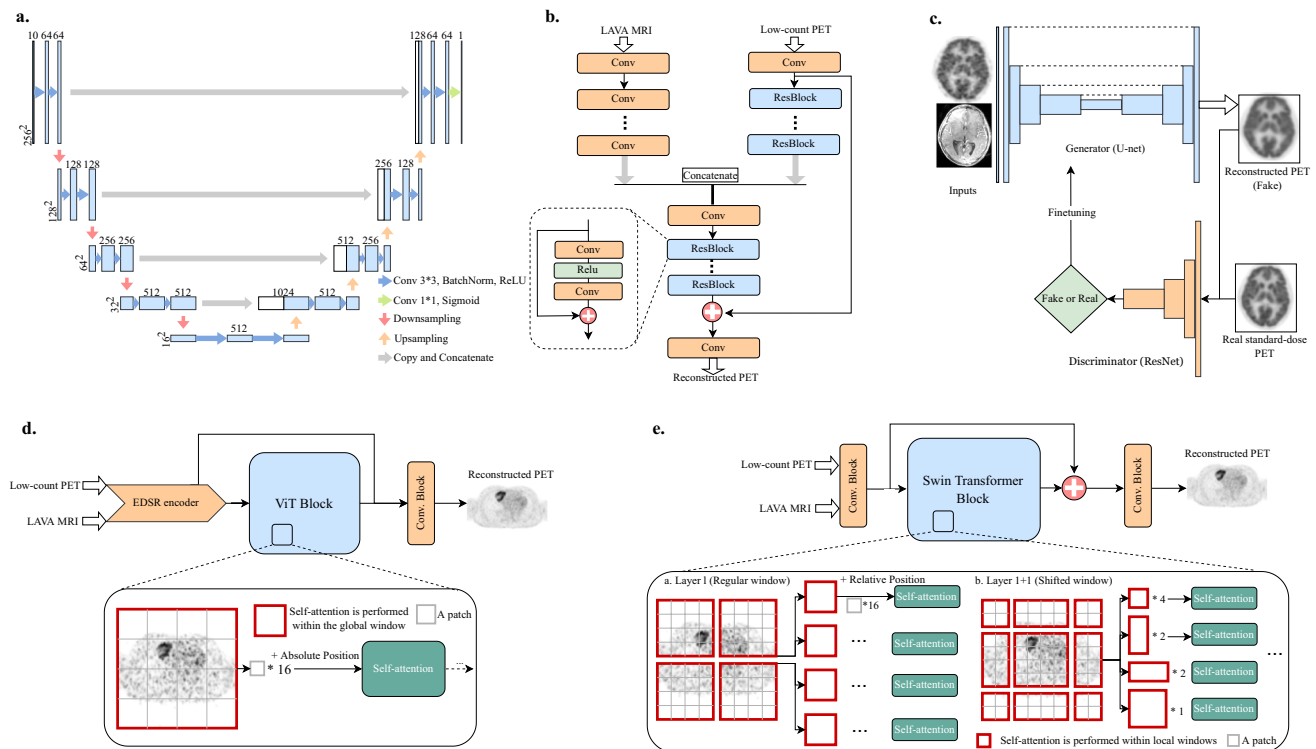 a.
10 64 64
128 64 64 1
256²
128 128
256 128
128²
256 256
512 256
64²
512 512
1024 512
32²
512
16²
Conv 3*3, BatchNorm, ReLU
Conv 1*1, Sigmoid
Downsampling
Upsampling
Copy and Concatenate
b.
LAVA MRI
Low-count PET
Conv
Conv
Conv
ResBlock
Conv
ResBlock
Concatenate
Conv
ResBlock
ResBlock
Conv
Reconstructed PET
Conv
Relu
Conv
c.
Inputs
Generator (U-net)
Reconstructed PET
(Fake)
Finetuning
Fake or Real
Discriminator (ResNet)
Real standard-dose
PET
d.
Low-count PET
LAVA MRI
EDSR encoder
ViT Block
Conv. Block
Reconstructed PET
Self-attention is performed
within the global window
A patch
+ Absolute Position
* 16
Self-attention
...
e.
Low-count PET
LAVA MRI
Conv. Block
Swin Transformer
Block
Conv. Block
Reconstructed PET
a. Layer l (Regular window)
+ Relative Position
*16
Self-attention
... Self-attention
... Self-attention
... Self-attention
b. Layer 1+1 (Shifted window)
* 4 Self-attention
* 2 Self-attention
* 2 Self-attention
* 1 Self-attention
...
Self-attention is performed within local windows
A patch